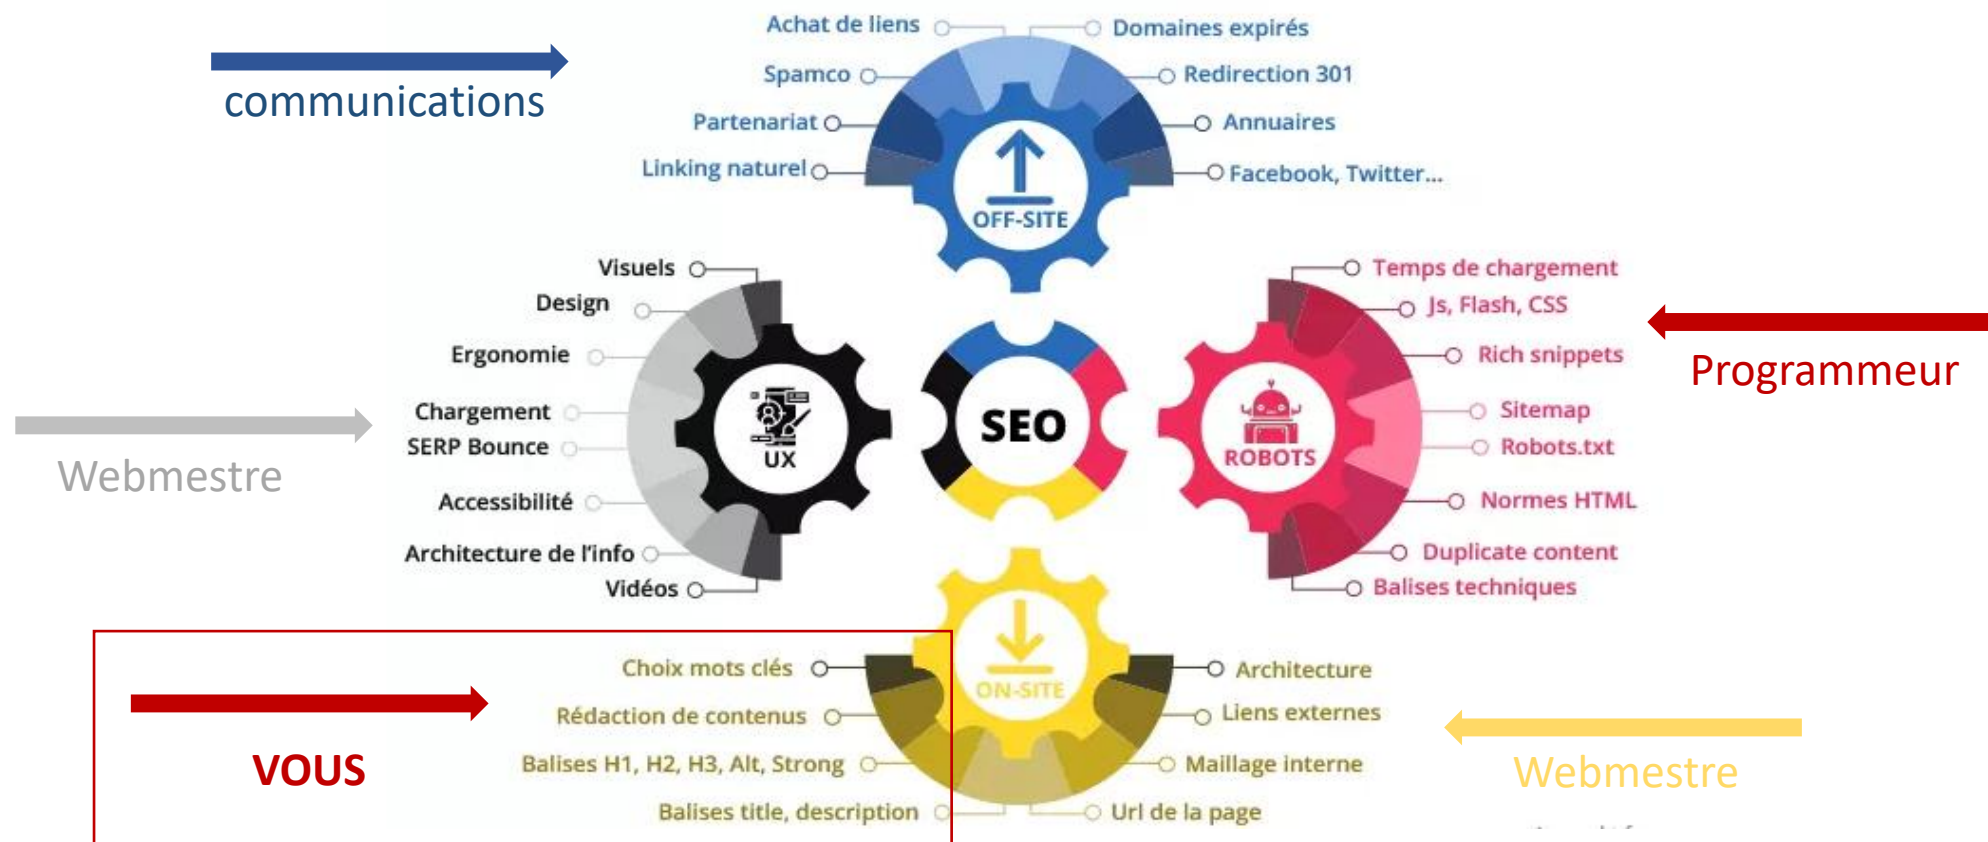 communications
Achat de liens
Spamco
Partenariat
Linking naturel
Domaines expirés
Redirection 301
Annuaires
Facebook, Twitter...
OFF-SITE
Webmestre
Visuels
Design
Ergonomie
Chargement
SERP Bounce
Accessibilité
Architecture de l'info
Vidéos
UX
SEO
ROBOTS
Temps de chargement
Js, Flash, CSS
Rich snippets
Sitemap
Robots.txt
Normes HTML
Duplicate content
Balises techniques
Programmeur
VOUS
Choix mots clés
Rédaction de contenus
Balises H1, H2, H3, Alt, Strong
Balises title, description
ON-SITE
Architecture
Liens externes
Maillage interne
Url de la page
Webmestre